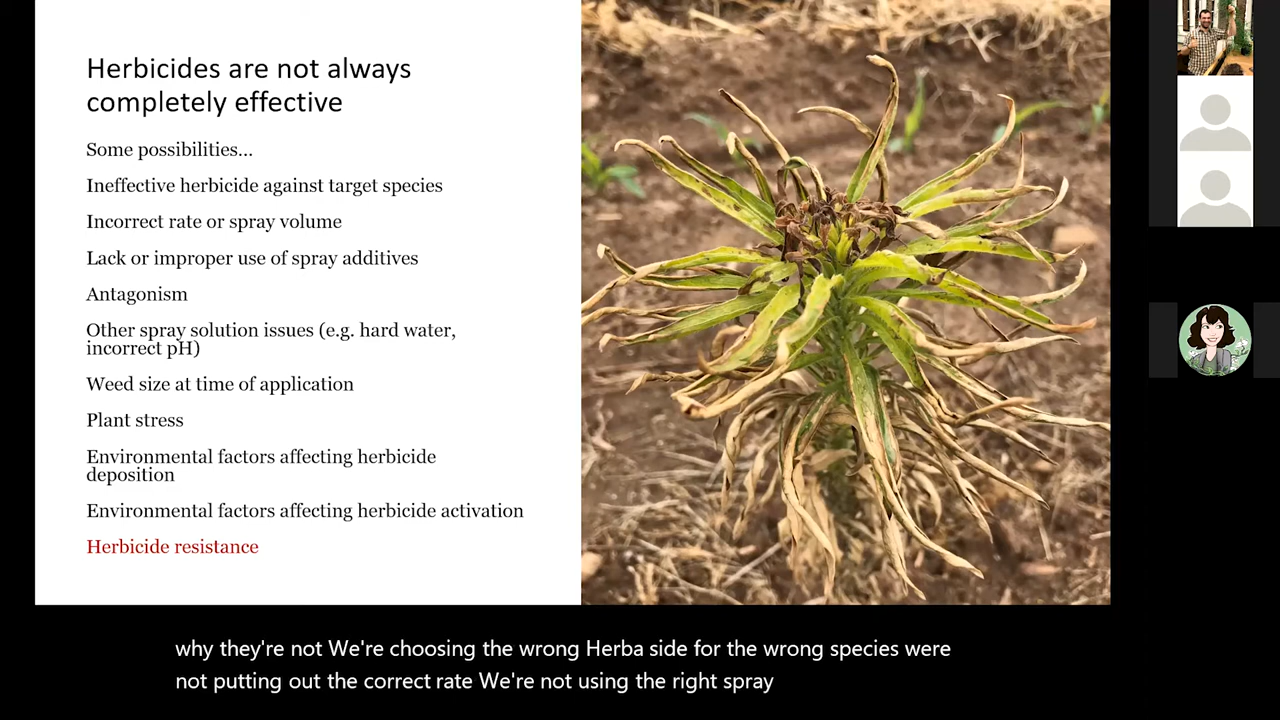 Herbicides are not always
completely effective
Some possibilities...
Ineffective herbicide against target species
Incorrect rate or spray volume
Lack or improper use of spray additives
Antagonism
Other spray solution issues (e.g. hard water,
incorrect pH)
Weed size at time of application
Plant stress
Environmental factors affecting herbicide
deposition
Environmental factors affecting herbicide activation
Herbicide resistance
why they're not We're choosing the wrong Herba side for the wrong species were
not putting out the correct rate We're not using the right spray